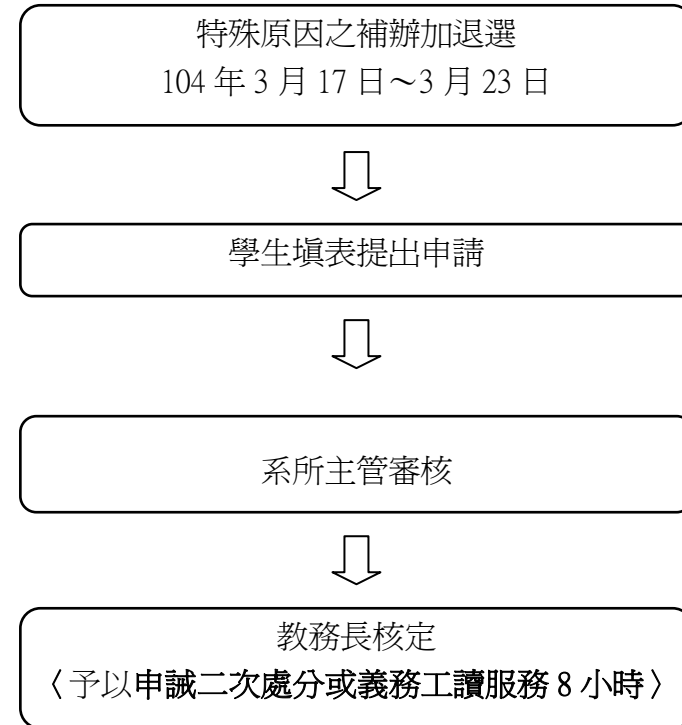 特殊原因之補辦加退選
104 年 3 月 17 日～3 月 23 日
學生填表提出申請
系所主管審核
教務長核定
〈予以申誡二次處分或義務工讀服務 8 小時〉